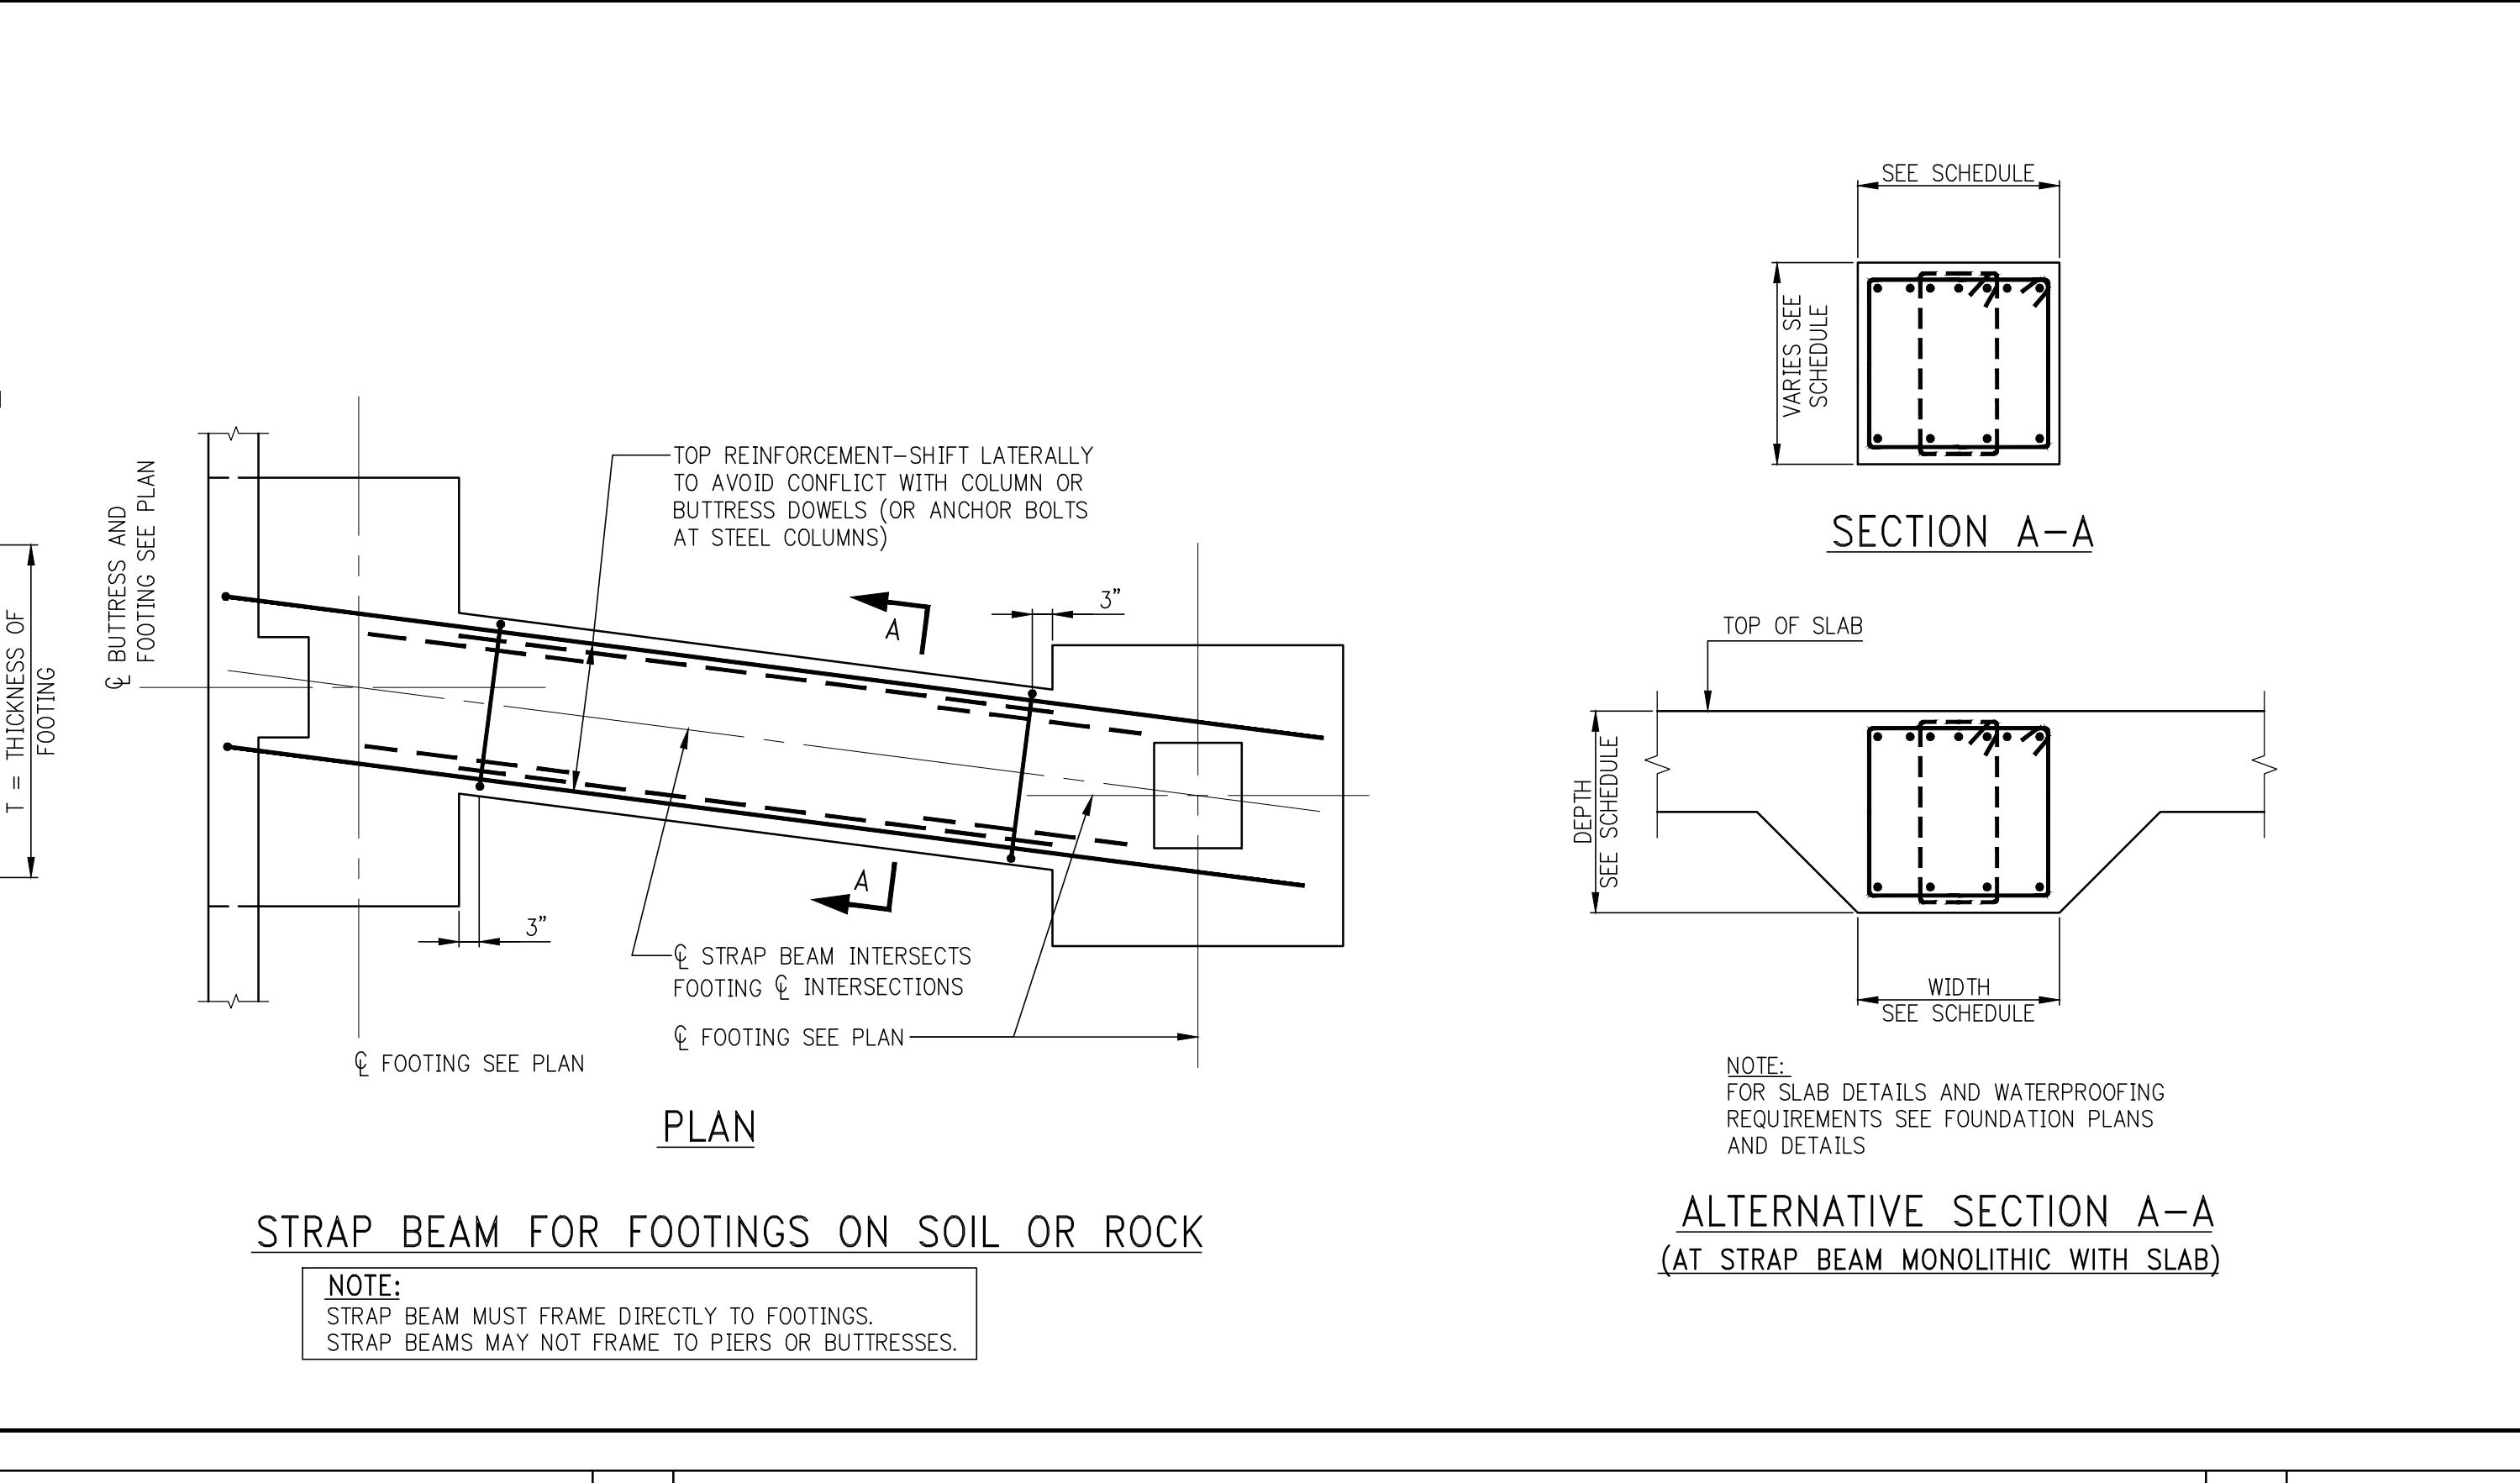 T = THICKNESS OF
FOOTING
℄ BUTTRESS AND
FOOTING SEE PLAN
TOP REINFORCEMENT-SHIFT LATERALLY
TO AVOID CONFLICT WITH COLUMN OR
BUTTRESS DOWELS (OR ANCHOR BOLTS
AT STEEL COLUMNS)
A
3"
A
3"
℄ STRAP BEAM INTERSECTS
FOOTING ℄ INTERSECTIONS
℄ FOOTING SEE PLAN
℄ FOOTING SEE PLAN
PLAN
STRAP BEAM FOR FOOTINGS ON SOIL OR ROCK
NOTE:
STRAP BEAM MUST FRAME DIRECTLY TO FOOTINGS.
STRAP BEAMS MAY NOT FRAME TO PIERS OR BUTTRESSES.
SEE SCHEDULE
VARIES SEE
SCHEDULE
SECTION A-A
TOP OF SLAB
DEPTH
SEE SCHEDULE
WIDTH
SEE SCHEDULE
NOTE:
FOR SLAB DETAILS AND WATERPROOFING
REQUIREMENTS SEE FOUNDATION PLANS
AND DETAILS
ALTERNATIVE SECTION A-A
(AT STRAP BEAM MONOLITHIC WITH SLAB)